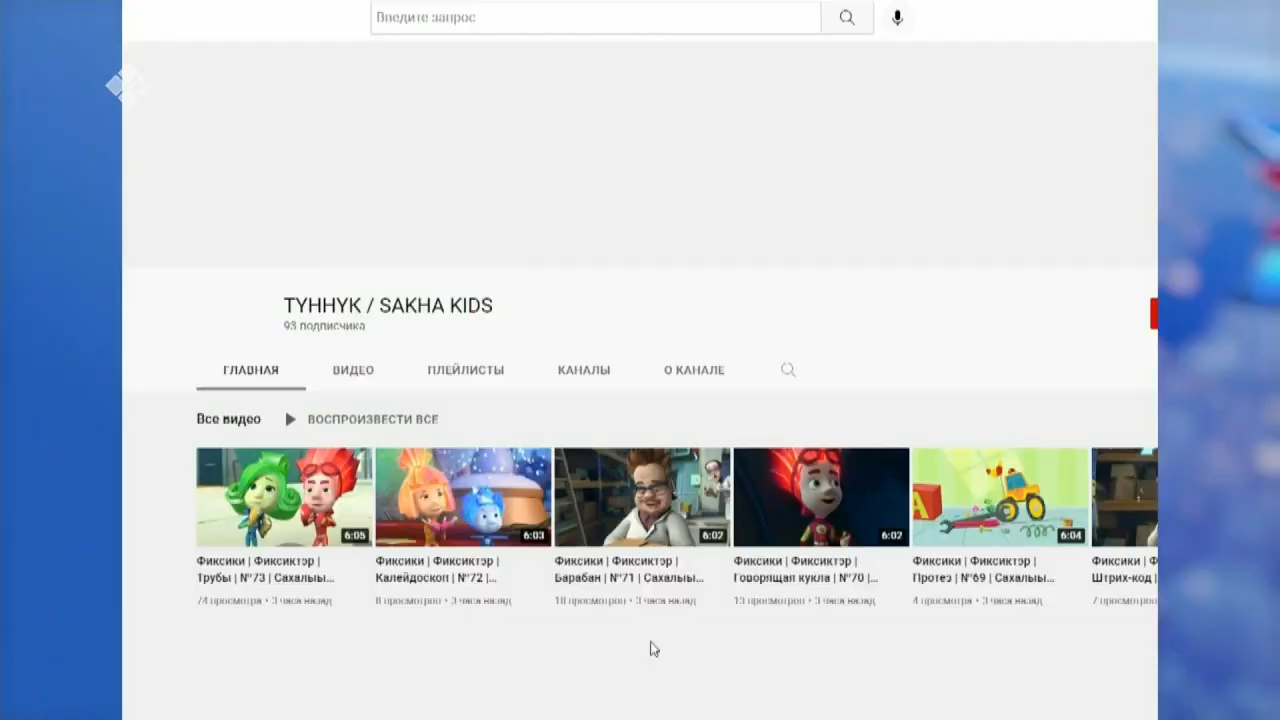 Введите запрос
ТҮННҮК / SAKHA KIDS
93 подписчика
ГЛАВНАЯ
ВИДЕО
ПЛЕЙЛИСТЫ
КАНАЛЫ
О КАНАЛЕ
Все видео
ВОСПРОИЗВЕСТИ ВСЕ
6:05
6:03
6:02
6:02
6:04
Фиксики | Фиксиктэр |
Трубы | №73 | Сахалыы...
74 просмотра • 3 часа назад
Фиксики | Фиксиктэр |
Калейдоскоп | №72 |...
8 просмотров • 3 часа назад
Фиксики | Фиксиктэр |
Барабан | №71 | Сахалыы...
18 просмотров • 3 часа назад
Фиксики | Фиксиктэр |
Говорящая кукла | №70 |...
13 просмотров • 3 часа назад
Фиксики | Фиксиктэр |
Протез | №69 | Сахалыы...
4 просмотра • 3 часа назад
Фиксики | Ф
Штрих-код |
7 просмотров